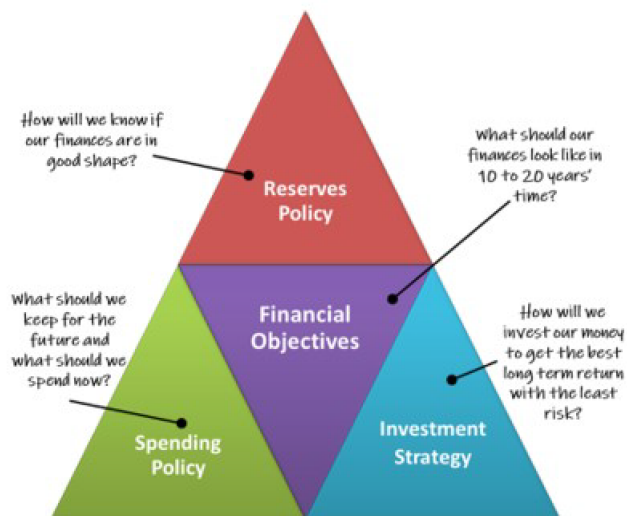 How will we know if
our finances are in
good shape?
What should our
finances look like in
10 to 20 years'
time?
Reserves
Policy
What should we
keep for the
future and
what should we
spend now?
Financial
Objectives
How will we
invest our money
to get the best
long term return
with the least
risk?
Spending
Policy
Investment
Strategy